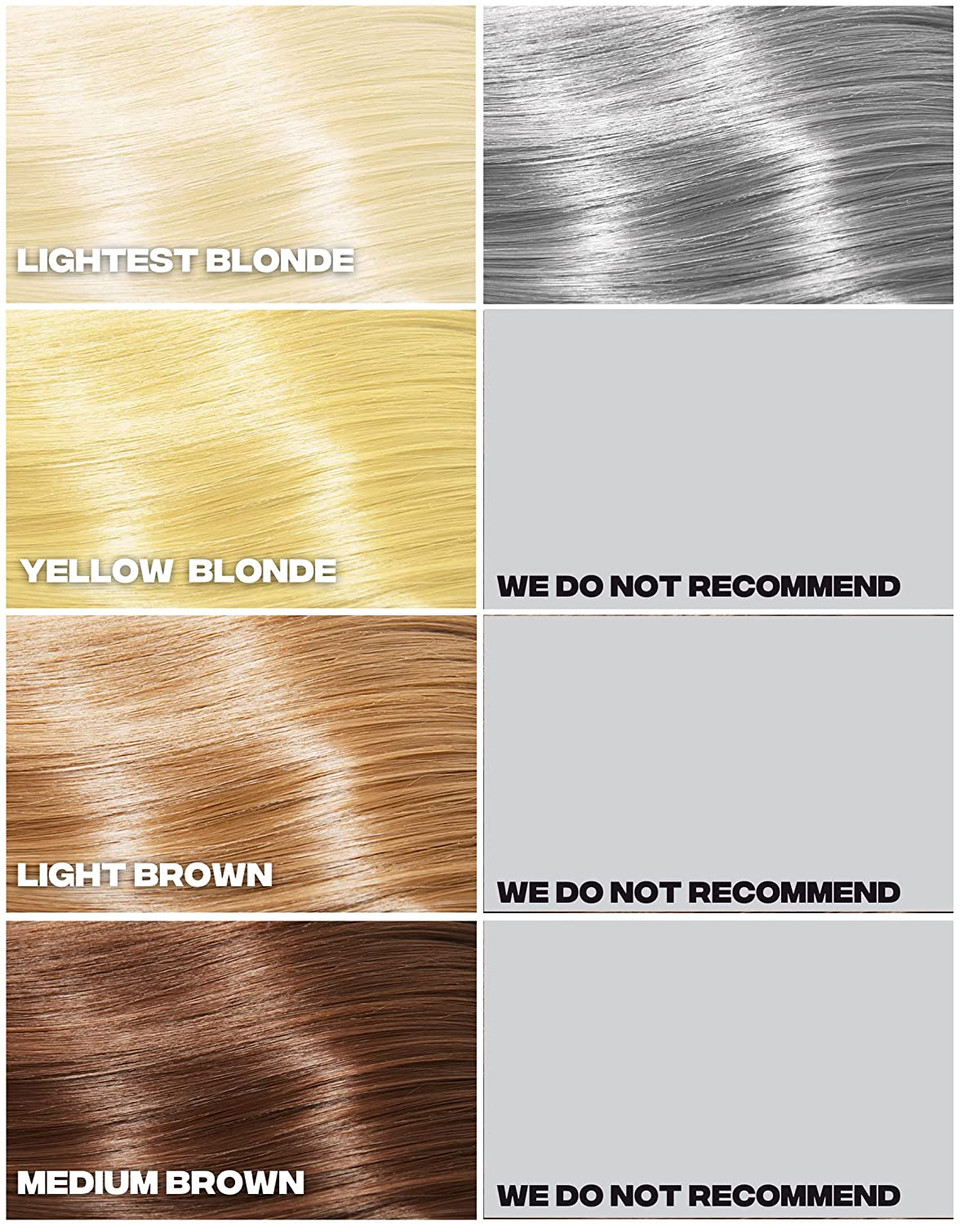 LIGHTEST BLONDE
YELLOW BLONDE
WE DO NOT RECOMMEND
LIGHT BROWN
WE DO NOT RECOMMEND
MEDIUM BROWN
WE DO NOT RECOMMEND